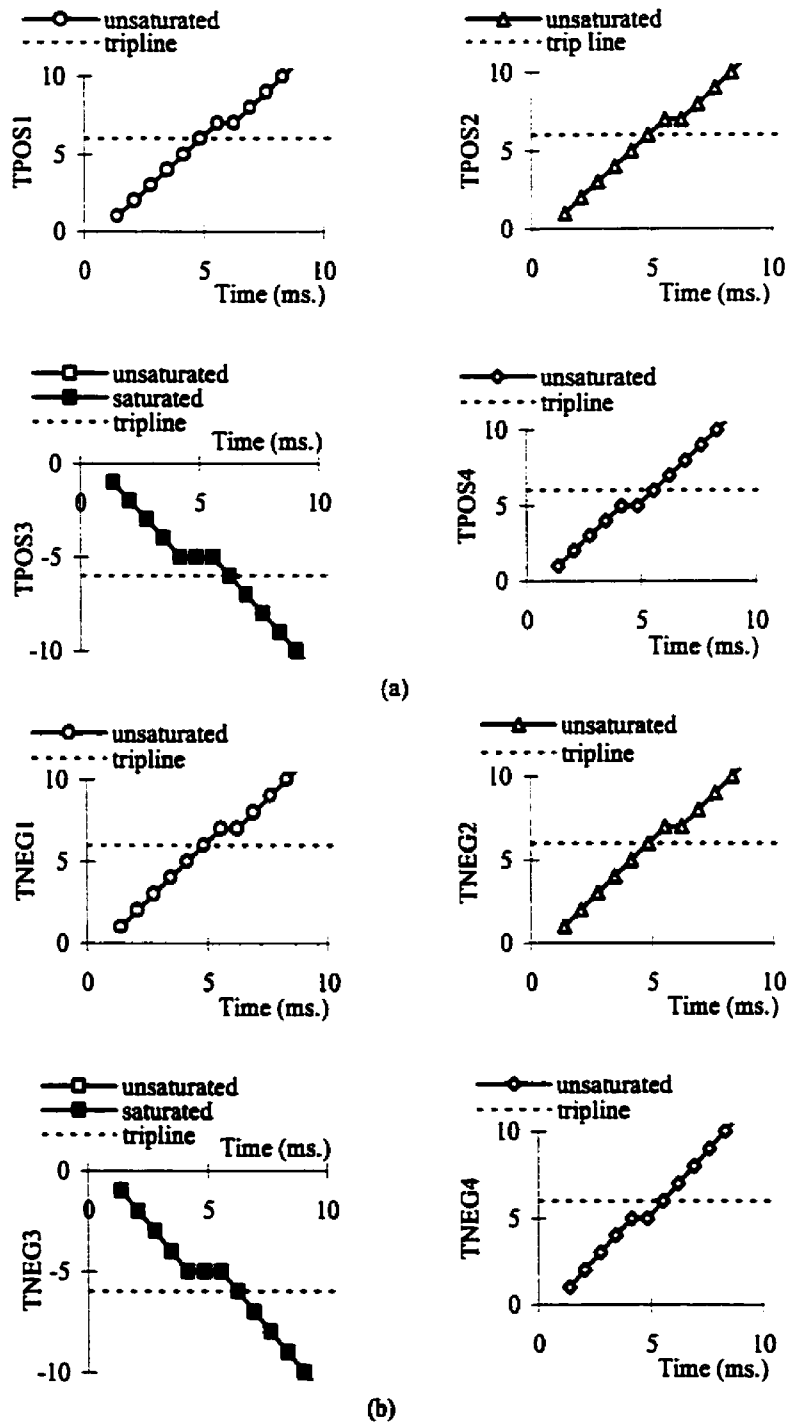 unsaturated
tripline
TPOS1
10
5
0
0 5 10
Time (ms.)
unsaturated
trip line
TPOS2
10
5
0
0 5 10
Time (ms.)
unsaturated
saturated
tripline
Time (ms.)
TPOS3
0
-5
-10
0 5 10
unsaturated
tripline
TPOS4
10
5
0
0 5 10
Time (ms.)
(a)
unsaturated
tripline
TNEG1
10
5
0
0 5 10
Time (ms.)
unsaturated
tripline
TNEG2
10
5
0
0 5 10
Time (ms.)
unsaturated
saturated
tripline
Time (ms.)
TNEG3
0
-5
-10
0 5 10
unsaturated
tripline
TNEG4
10
5
0
0 5 10
Time (ms.)
(b)